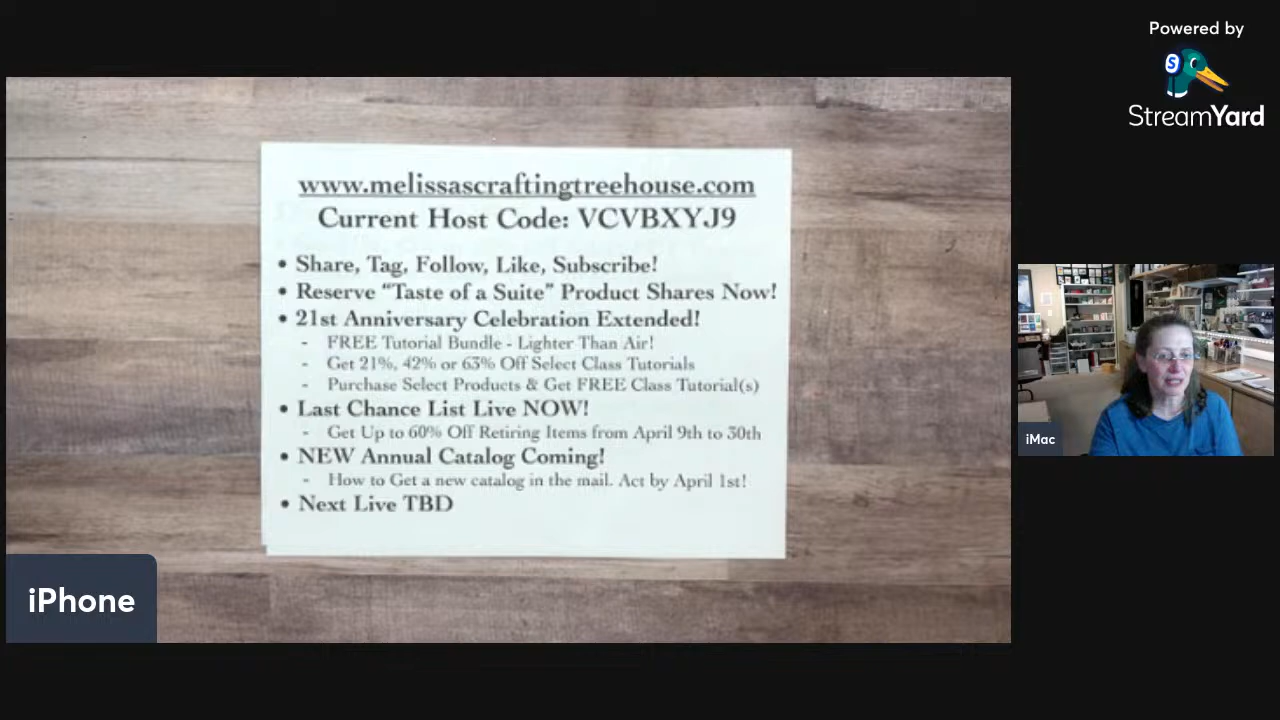 Powered by
StreamYard
www.melissascraftingtreehouse.com
Current Host Code: VCVBXYJ9
• Share, Tag, Follow, Like, Subscribe!
• Reserve “Taste of a Suite” Product Shares Now!
• 21st Anniversary Celebration Extended!
- FREE Tutorial Bundle - Lighter Than Air!
- Get 21%, 42% or 63% Off Select Class Tutorials
- Purchase Select Products & Get FREE Class Tutorial(s)
• Last Chance List Live NOW!
- Get Up to 60% Off Retiring Items from April 9th to 30th
• NEW Annual Catalog Coming!
- How to Get a new catalog in the mail. Act by April 1st!
• Next Live TBD
iMac
iPhone